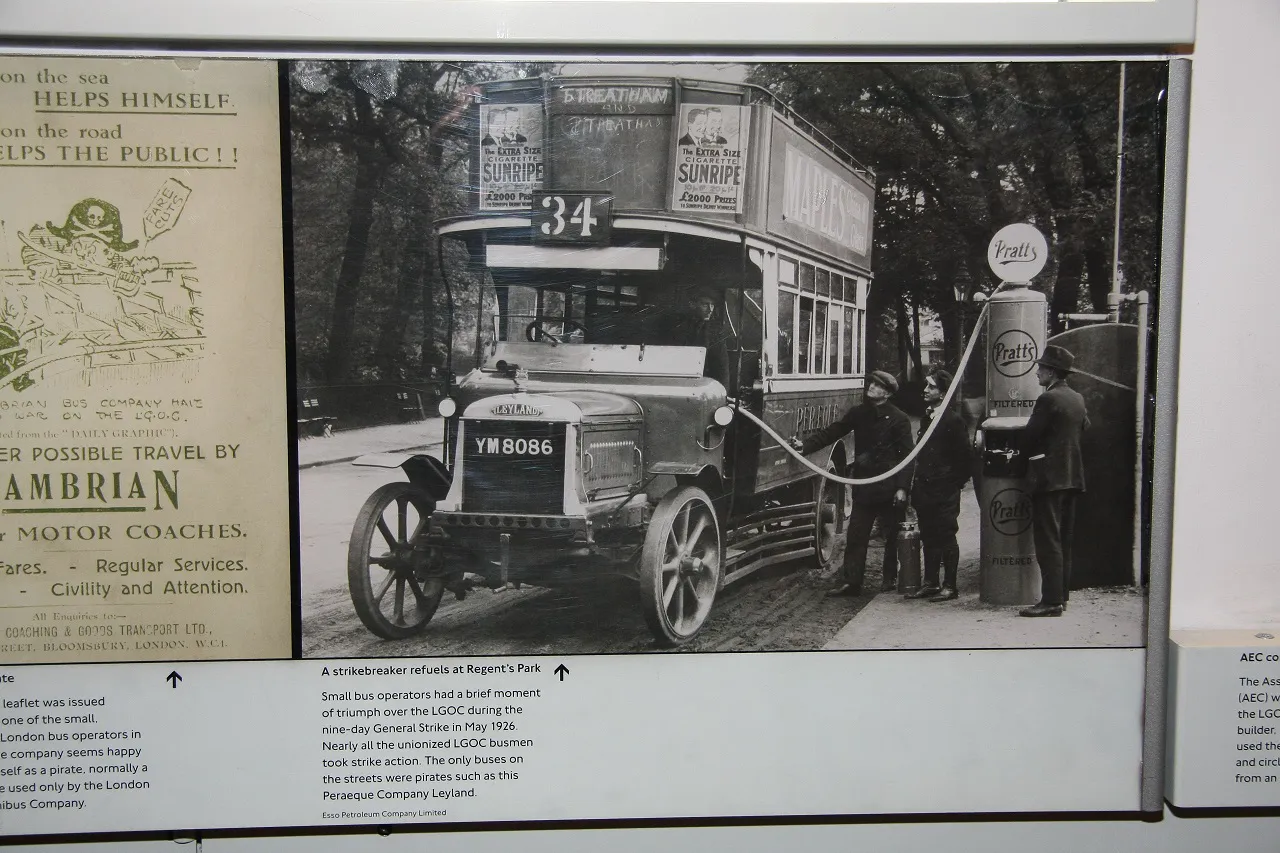 on the sea
HELPS HIMSELF.
on the road
ELPS THE PUBLIC!!
FARE
CUTS
BRIAN BUS COMPANY HALT
WAR ON THE L.G.O.C.
ted from the "DAILY GRAPHIC").
ER POSSIBLE TRAVEL BY
AMBRIAN
r MOTOR COACHES.
Fares. - Regular Services.
- Civility and Attention.
All Enquiries to:—
COACHING & GOODS TRANSPORT LTD.,
REET, BLOOMSBURY, LONDON, W.C.1.
STREATHAM
AND
STREATHAM
The EXTRA SIZE
CIGARETTE
SUNRIPE
£2000 PRIZES
The EXTRA SIZE
CIGARETTE
SUNRIPE
£2000 PRIZES
34
MAPLES
LEYLAND
YM 8086
PERAEQUE
Pratts
Pratt's
FILTERED
Pratts
FILTERED
ate
leaflet was issued
one of the small,
London bus operators in
e company seems happy
self as a pirate, normally a
e used only by the London
nibus Company.
A strikebreaker refuels at Regent's Park
Small bus operators had a brief moment
of triumph over the LGOC during the
nine-day General Strike in May 1926.
Nearly all the unionized LGOC busmen
took strike action. The only buses on
the streets were pirates such as this
Peraeque Company Leyland.
Esso Petroleum Company Limited
AEC co
The Ass
(AEC) w
the LGO
builder.
used the
and circl
from an